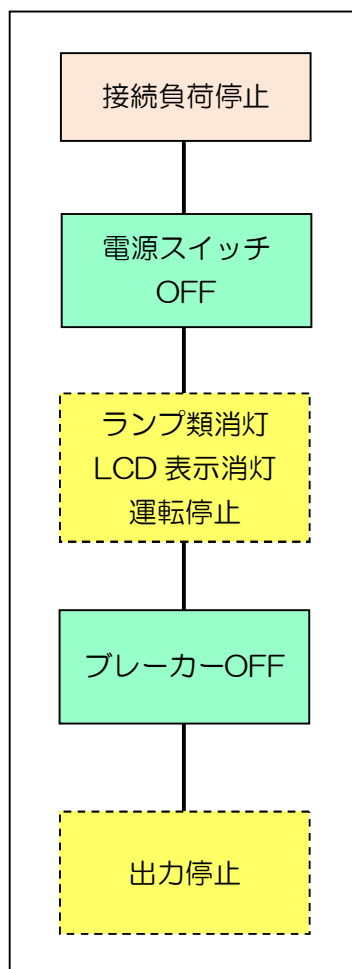 接続負荷停止
電源スイッチ
OFF
ランプ類消灯
LCD 表示消灯
運転停止
ブレーカーOFF
出力停止